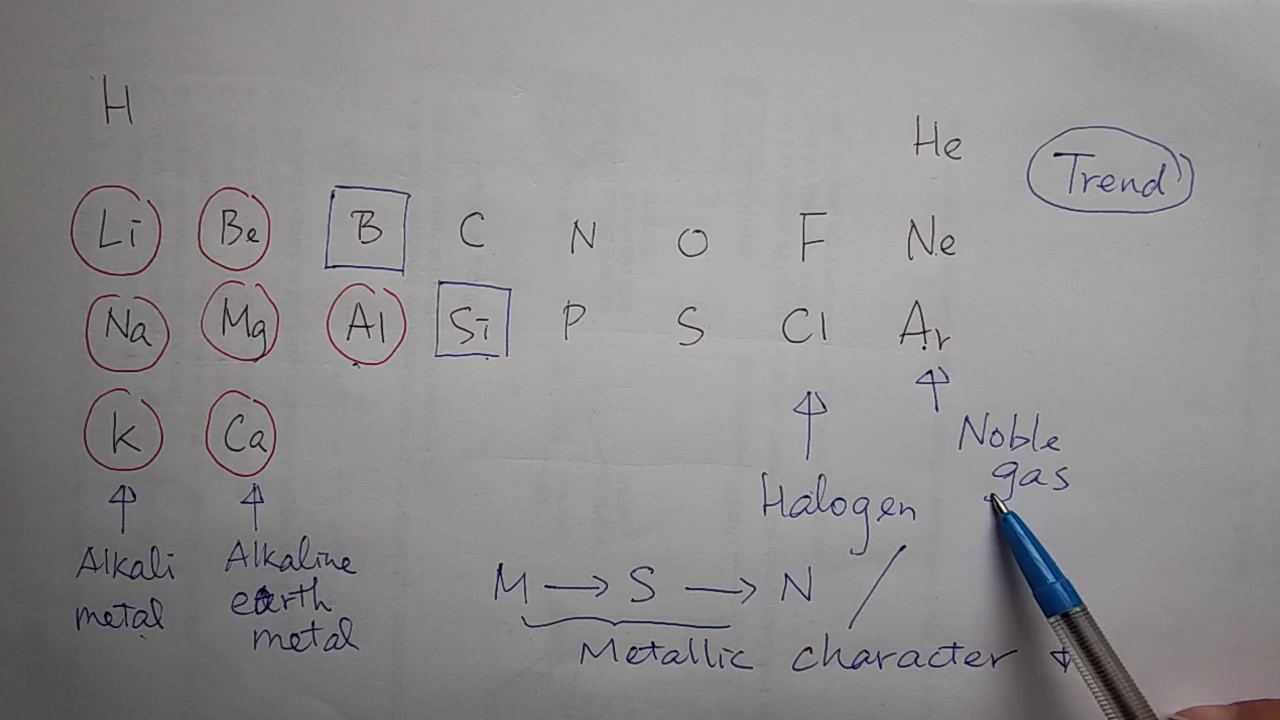 H
He
Trend
Li Be B C N O F Ne
Na Mg Al Si P S Cl Ar
K Ca
Noble
gas
Halogen
Alkali
metal
Alkaline
earth
metal
M → S → N
Metallic character ↓